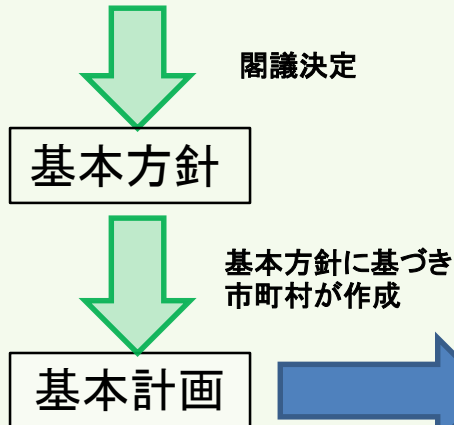 閣議決定
基本方針
基本方針に基づき
市町村が作成
基本計画